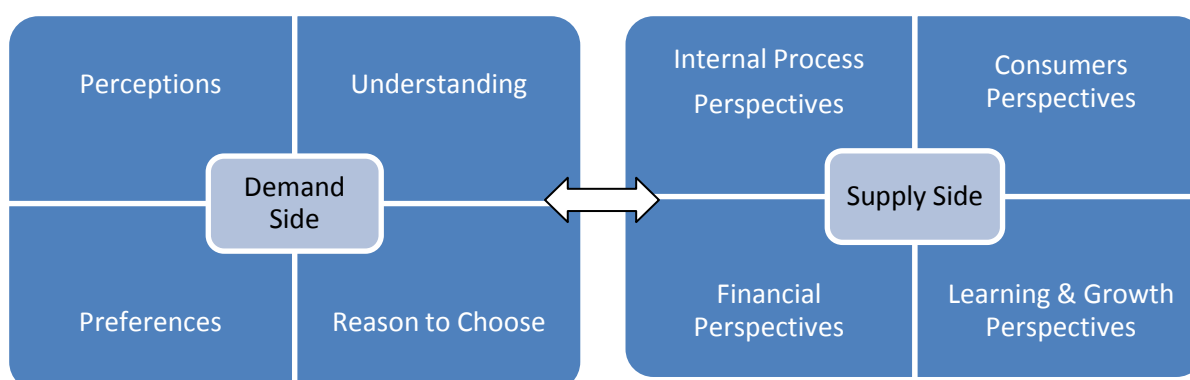 Perceptions
Understanding
Demand
Side
Preferences
Reason to Choose
Internal Process
Perspectives
Consumers
Perspectives
Supply Side
Financial
Perspectives
Learning & Growth
Perspectives